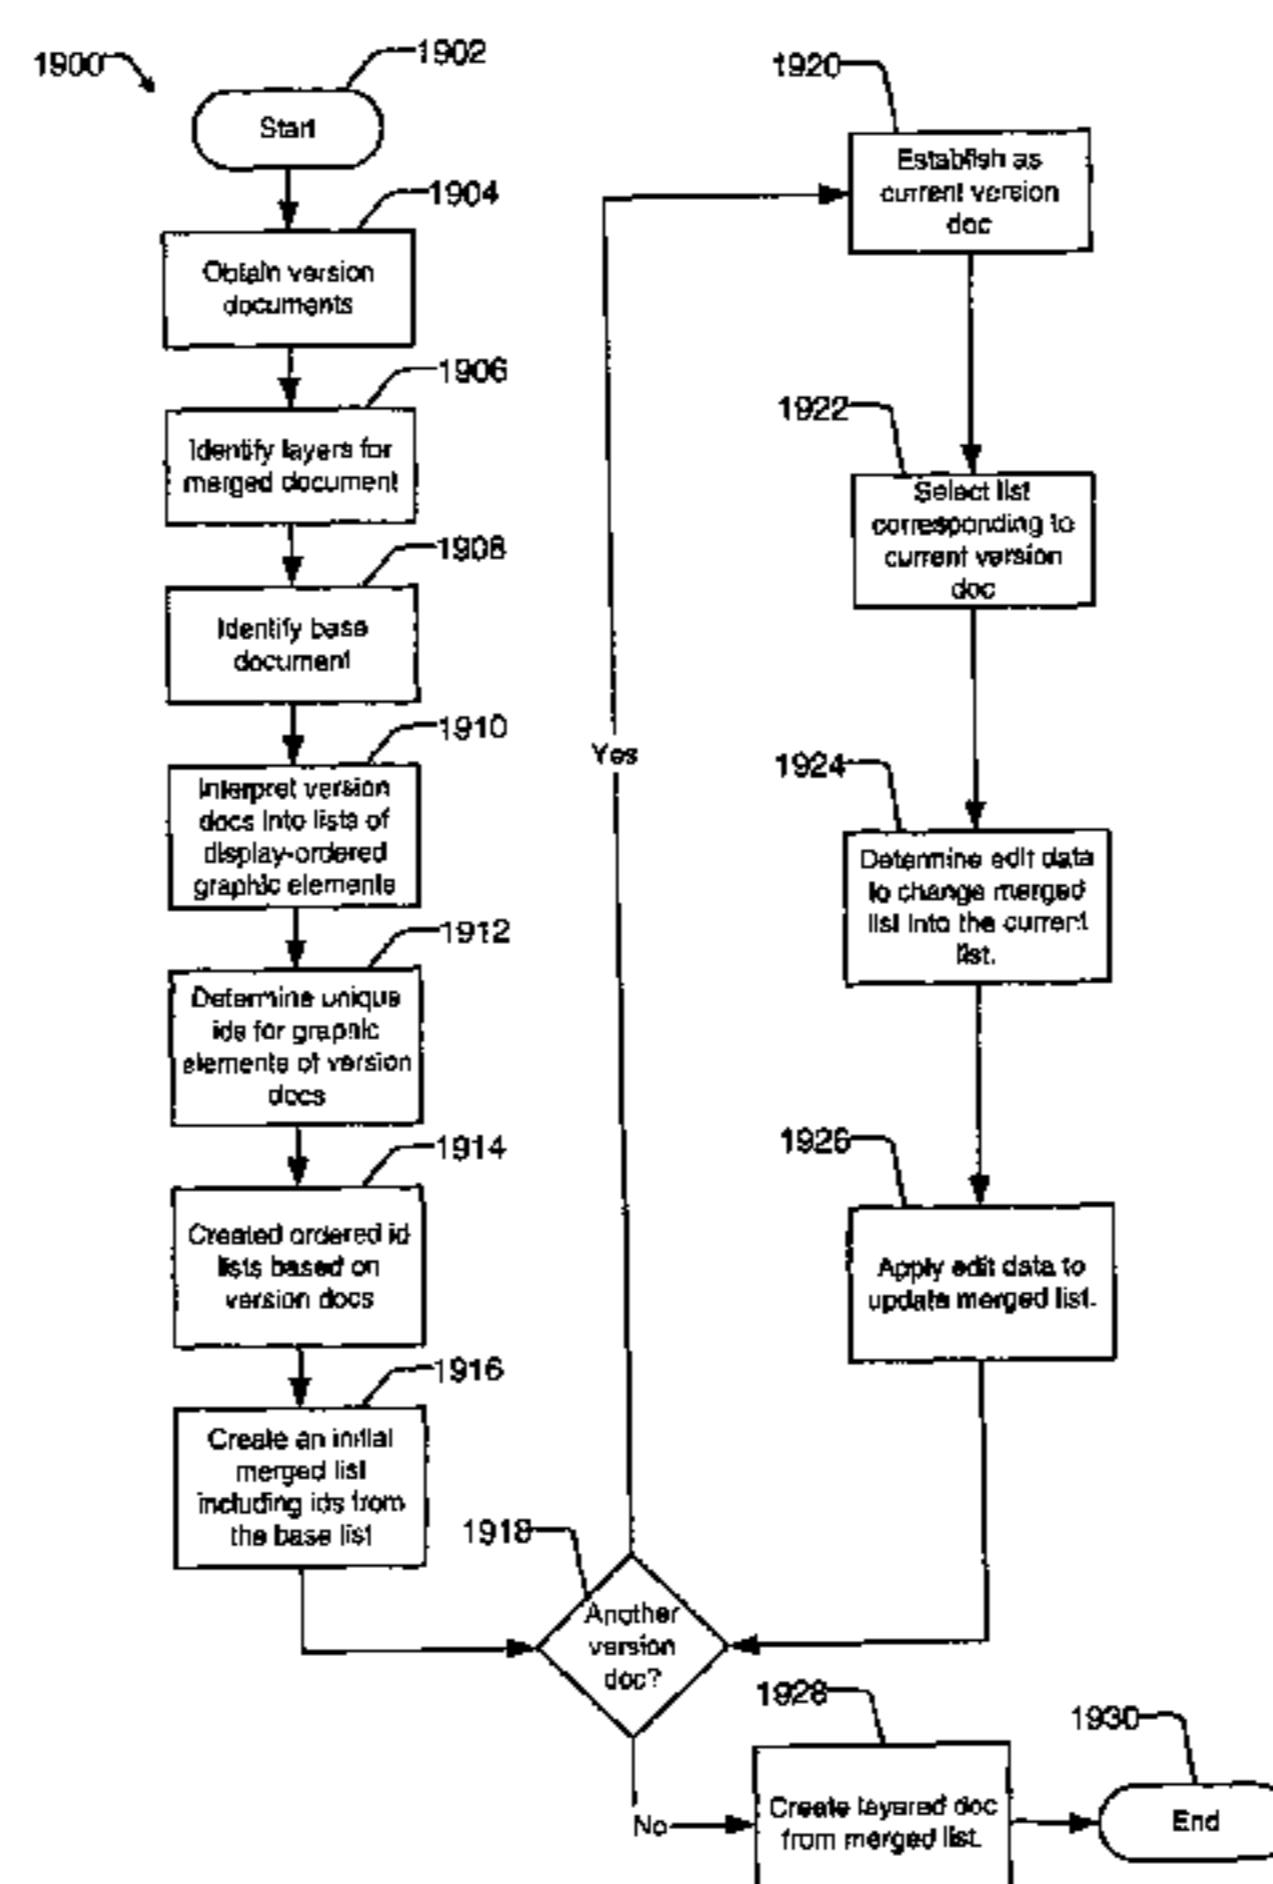 1900
1902
Start
1904
Obtain version
documents
1906
Identify layers for
merged document
1908
Identify base
document
1910
Interpret version
docs into lists of
display-ordered
graphic elements
1912
Determine unique
ids for graphic
elements of version
docs
1914
Created ordered id
lists based on
version docs
1916
Create an initial
merged list
including ids from
the base list
1918
Another
version
doc?
Yes
1920
Establish as
current version
doc
1922
Select list
corresponding to
current version
doc
1924
Determine edit data
to change merged
list into the current
list.
1926
Apply edit data to
update merged list.
No
1928
Create layered doc
from merged list.
1930
End